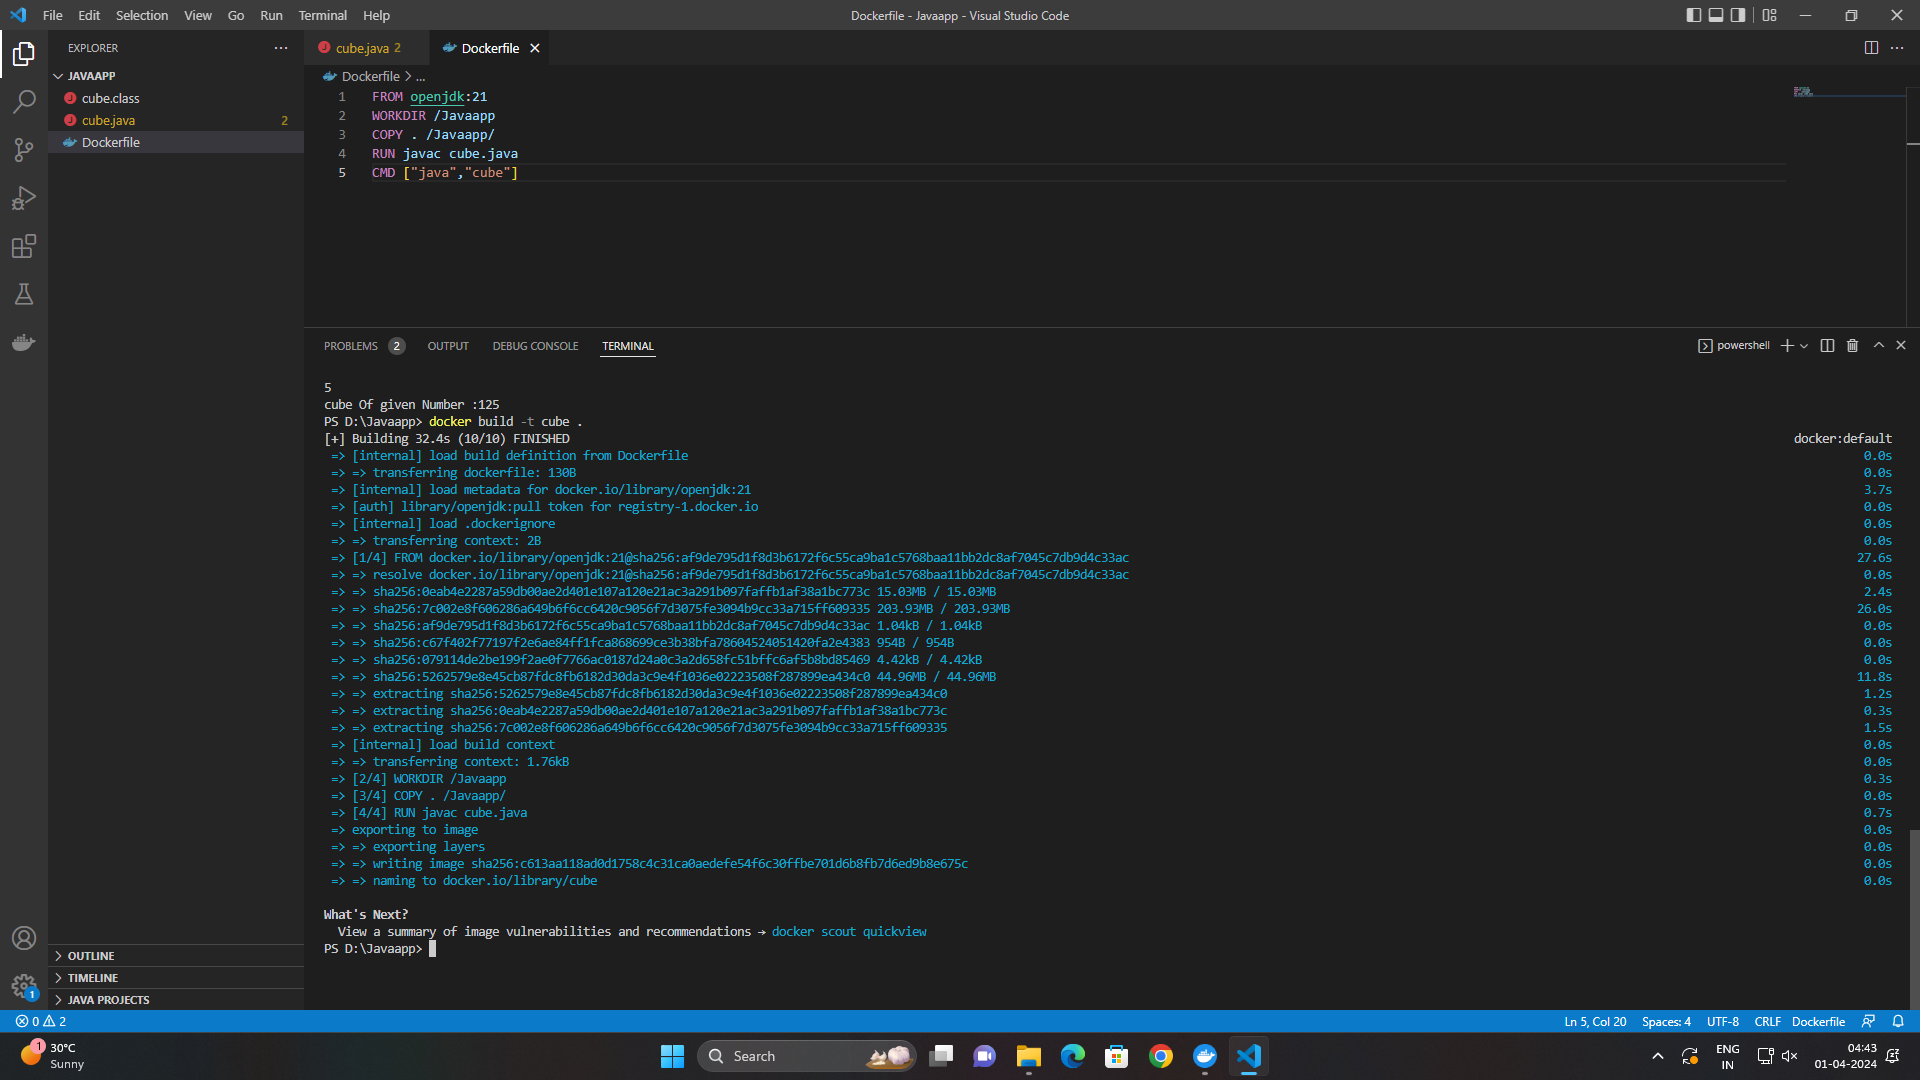 File Edit Selection View Go Run Terminal Help
Dockerfile - Javaapp - Visual Studio Code
EXPLORER
JAVAAPP
cube.class
cube.java 2
Dockerfile
OUTLINE
TIMELINE
JAVA PROJECTS
1
cube.java 2
Dockerfile
Dockerfile > ...
1 FROM openjdk:21
2 WORKDIR /Javaapp
3 COPY . /Javaapp/
4 RUN javac cube.java
5 CMD ["java","cube"]
PROBLEMS 2 OUTPUT DEBUG CONSOLE TERMINAL
powershell
5
cube Of given Number :125
PS D:\Javaapp> docker build -t cube .
[+] Building 32.4s (10/10) FINISHED docker:default
=> [internal] load build definition from Dockerfile 0.0s
=> => transferring dockerfile: 130B 0.0s
=> [internal] load metadata for docker.io/library/openjdk:21 3.7s
=> [auth] library/openjdk:pull token for registry-1.docker.io 0.0s
=> [internal] load .dockerignore 0.0s
=> => transferring context: 2B 0.0s
=> [1/4] FROM docker.io/library/openjdk:21@sha256:af9de795d1f8d3b6172f6c55ca9ba1c5768baa11bb2dc8af7045c7db9d4c33ac 27.6s
=> => resolve docker.io/library/openjdk:21@sha256:af9de795d1f8d3b6172f6c55ca9ba1c5768baa11bb2dc8af7045c7db9d4c33ac 0.0s
=> => sha256:0eab4e2287a59db00ae2d401e107a120e21ac3a291b097faffb1af38a1bc773c 15.03MB / 15.03MB 2.4s
=> => sha256:7c002e8f606286a649b6f6cc6420c9056f7d3075fe3094b9cc33a715ff609335 203.93MB / 203.93MB 26.0s
=> => sha256:af9de795d1f8d3b6172f6c55ca9ba1c5768baa11bb2dc8af7045c7db9d4c33ac 1.04kB / 1.04kB 0.0s
=> => sha256:c67f402f77197f2e6ae84ff1fca868699ce3b38bfa78604524051420fa2e4383 954B / 954B 0.0s
=> => sha256:079114de2be199f2ae0f7766ac0187d24a0c3a2d658fc51bffc6af5b8bd85469 4.42kB / 4.42kB 0.0s
=> => sha256:5262579e8e45cb87fdc8fb6182d30da3c9e4f1036e02223508f287899ea434c0 44.96MB / 44.96MB 11.8s
=> => extracting sha256:5262579e8e45cb87fdc8fb6182d30da3c9e4f1036e02223508f287899ea434c0 1.2s
=> => extracting sha256:0eab4e2287a59db00ae2d401e107a120e21ac3a291b097faffb1af38a1bc773c 0.3s
=> => extracting sha256:7c002e8f606286a649b6f6cc6420c9056f7d3075fe3094b9cc33a715ff609335 1.5s
=> [internal] load build context 0.0s
=> => transferring context: 1.76kB 0.0s
=> [2/4] WORKDIR /Javaapp 0.3s
=> [3/4] COPY . /Javaapp/ 0.0s
=> [4/4] RUN javac cube.java 0.7s
=> exporting to image 0.0s
=> => exporting layers 0.0s
=> => writing image sha256:c613aa118ad0d1758c4c31ca0aedefe54f6c30ffbe701d6b8fb7d6ed9b8e675c 0.0s
=> => naming to docker.io/library/cube 0.0s
What's Next?
View a summary of image vulnerabilities and recommendations → docker scout quickview
PS D:\Javaapp>
0 2 Ln 5, Col 20 Spaces: 4 UTF-8 CRLF Dockerfile
1
30°C
Sunny
Search
ENG
IN
04:43
01-04-2024